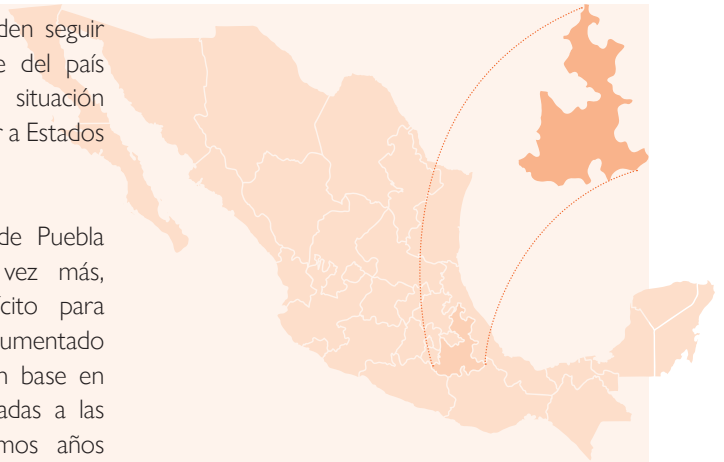 den seguir
e del país
situación
r a Estados
de Puebla
vez más,
cito para
umentado
n base en
adas a las
mos años